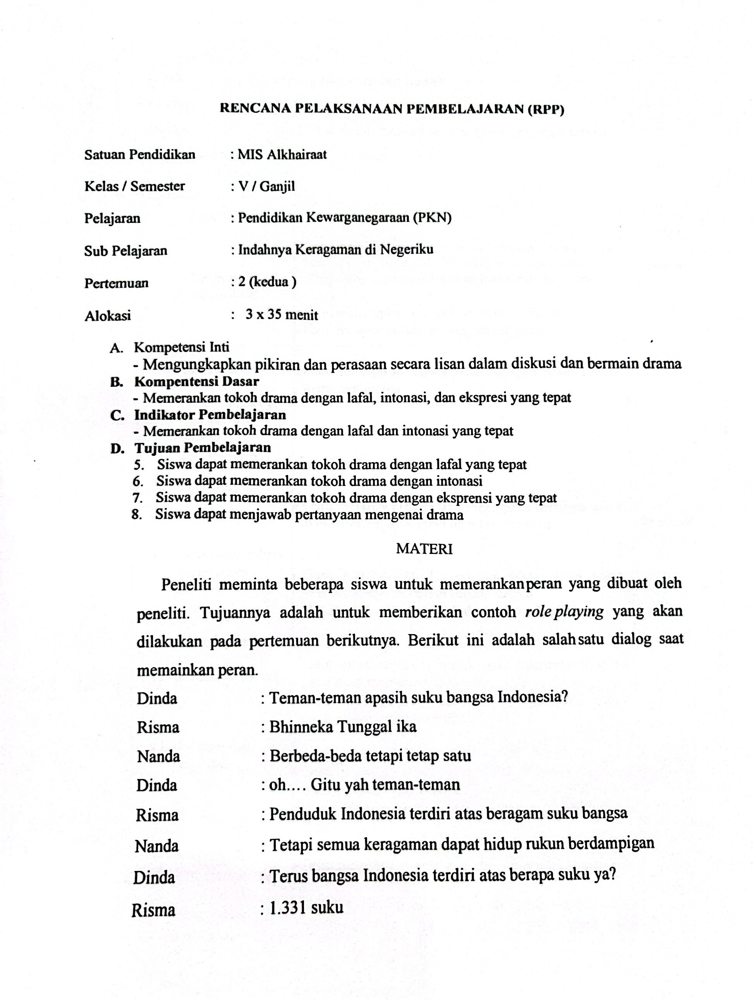 RENCANA PELAKSANAAN PEMBELAJARAN (RPP)
Satuan Pendidikan : MIS Alkhairaat
Kelas / Semester : V / Ganjil
Pelajaran : Pendidikan Kewarganegaraan (PKN)
Sub Pelajaran : Indahnya Keragaman di Negeriku
Pertemuan : 2 (kedua )
Alokasi : 3 x 35 menit
A. Kompetensi Inti
- Mengungkapkan pikiran dan perasaan secara lisan dalam diskusi dan bermain drama
B. Kompentensi Dasar
- Memerankan tokoh drama dengan lafal, intonasi, dan ekspresi yang tepat
C. Indikator Pembelajaran
- Memerankan tokoh drama dengan lafal dan intonasi yang tepat
D. Tujuan Pembelajaran
5. Siswa dapat memerankan tokoh drama dengan lafal yang tepat
6. Siswa dapat memerankan tokoh drama dengan intonasi
7. Siswa dapat memerankan tokoh drama dengan eksprensi yang tepat
8. Siswa dapat menjawab pertanyaan mengenai drama
MATERI
Peneliti meminta beberapa siswa untuk memerankan peran yang dibuat oleh
peneliti. Tujuannya adalah untuk memberikan contoh role playing yang akan
dilakukan pada pertemuan berikutnya. Berikut ini adalah salah satu dialog saat
memainkan peran.
Dinda : Teman-teman apasih suku bangsa Indonesia?
Risma : Bhinneka Tunggal ika
Nanda : Berbeda-beda tetapi tetap satu
Dinda : oh.... Gitu yah teman-teman
Risma : Penduduk Indonesia terdiri atas beragam suku bangsa
Nanda : Tetapi semua keragaman dapat hidup rukun berdampigan
Dinda : Terus bangsa Indonesia terdiri atas berapa suku ya?
Risma : 1.331 suku